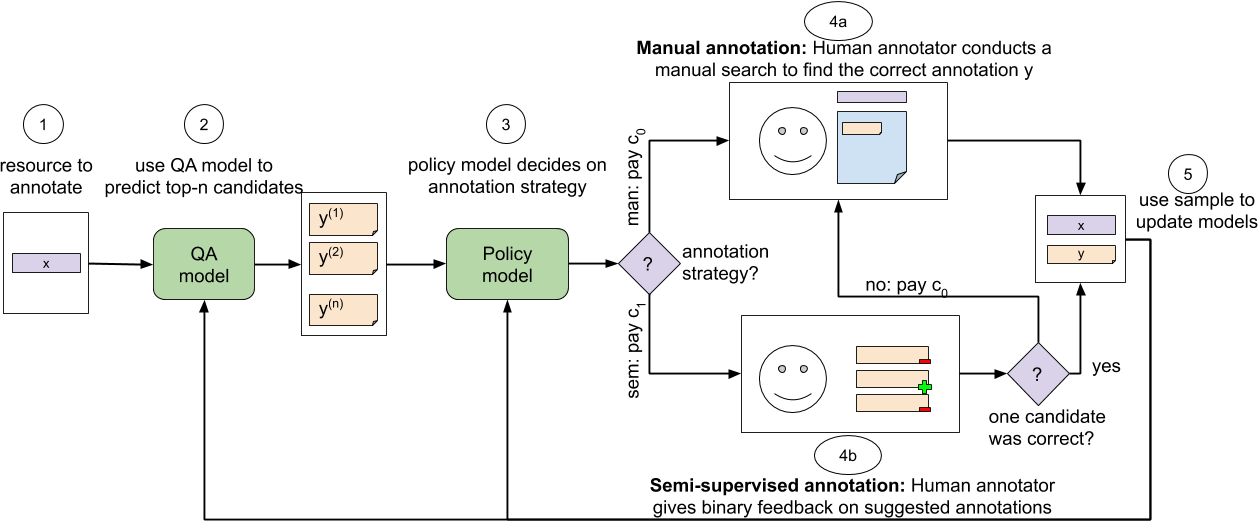 1
resource to
annotate
x
2
use QA model to
predict top-n candidates
QA
model
y(1)
y(2)
y(n)
3
policy model decides on
annotation strategy
Policy
model
?
annotation
strategy?
man: pay c0
sem: pay c1
4a
Manual annotation: Human annotator conducts a
manual search to find the correct annotation y
no: pay c0
4b
Semi-supervised annotation: Human annotator
gives binary feedback on suggested annotations
?
one candidate
was correct?
yes
5
use sample to
update models
x
y